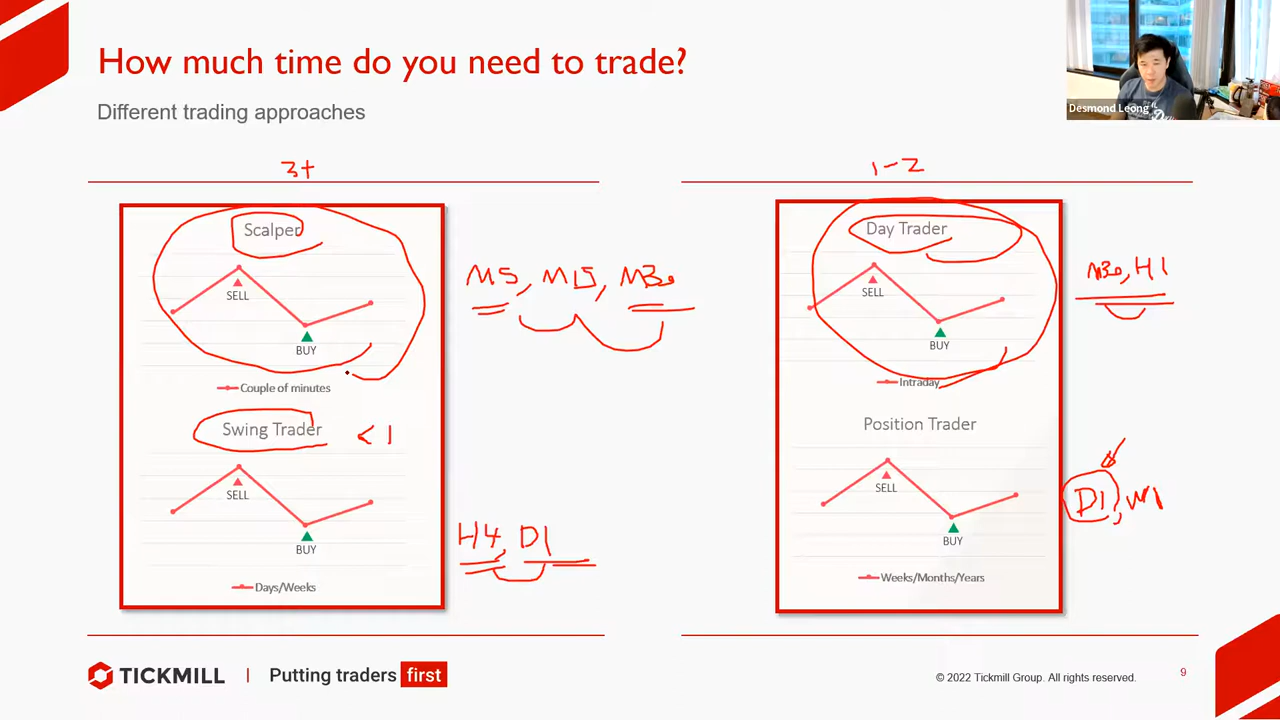 How much time do you need to trade?
Different trading approaches
Desmond Leong
3+
Scalper
SELL
BUY
Couple of minutes
M5, M15, M30
Swing Trader
< 1
SELL
BUY
Days/Weeks
H4, D1
1-2
Day Trader
SELL
BUY
Intraday
M30, H1
Position Trader
SELL
BUY
Weeks/Months/Years
D1, W1
TICKMILL | Putting traders first
© 2022 Tickmill Group. All rights reserved.
9